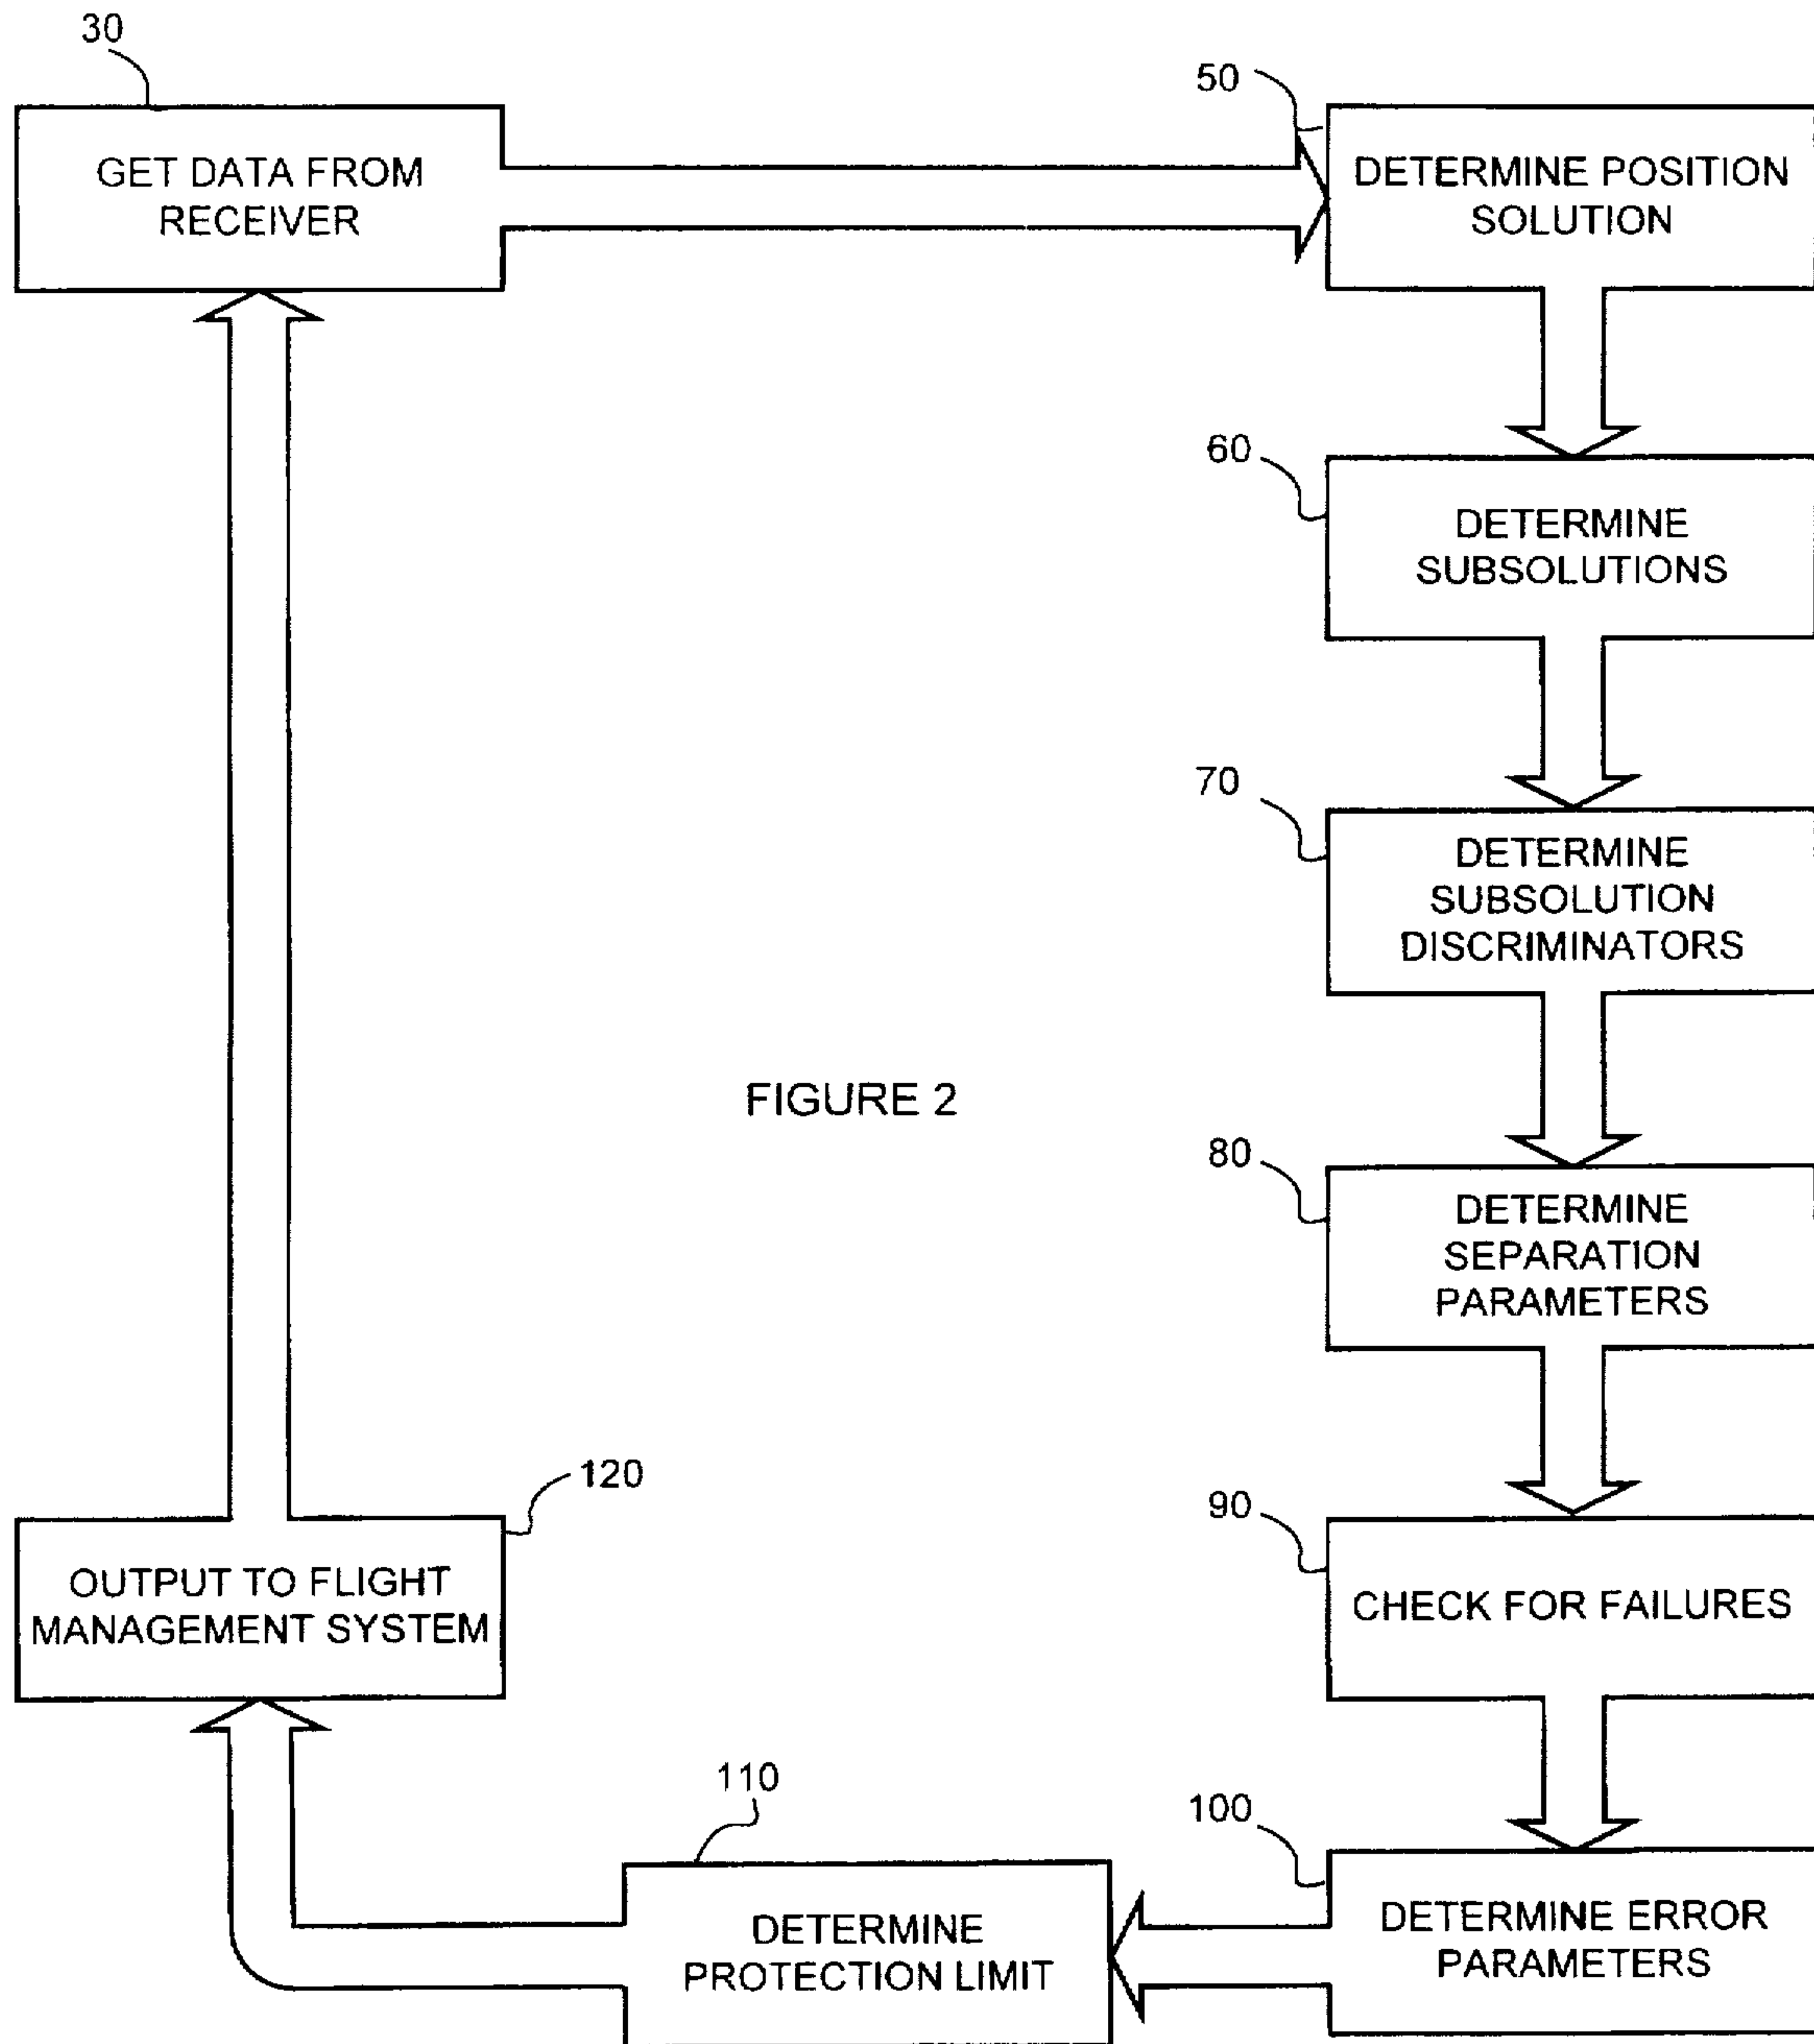 30
GET DATA FROM
RECEIVER
50
DETERMINE POSITION
SOLUTION
60
DETERMINE
SUBSOLUTIONS
70
DETERMINE
SUBSOLUTION
DISCRIMINATORS
FIGURE 2
80
DETERMINE
SEPARATION
PARAMETERS
90
CHECK FOR FAILURES
100
DETERMINE ERROR
PARAMETERS
110
DETERMINE
PROTECTION LIMIT
120
OUTPUT TO FLIGHT
MANAGEMENT SYSTEM